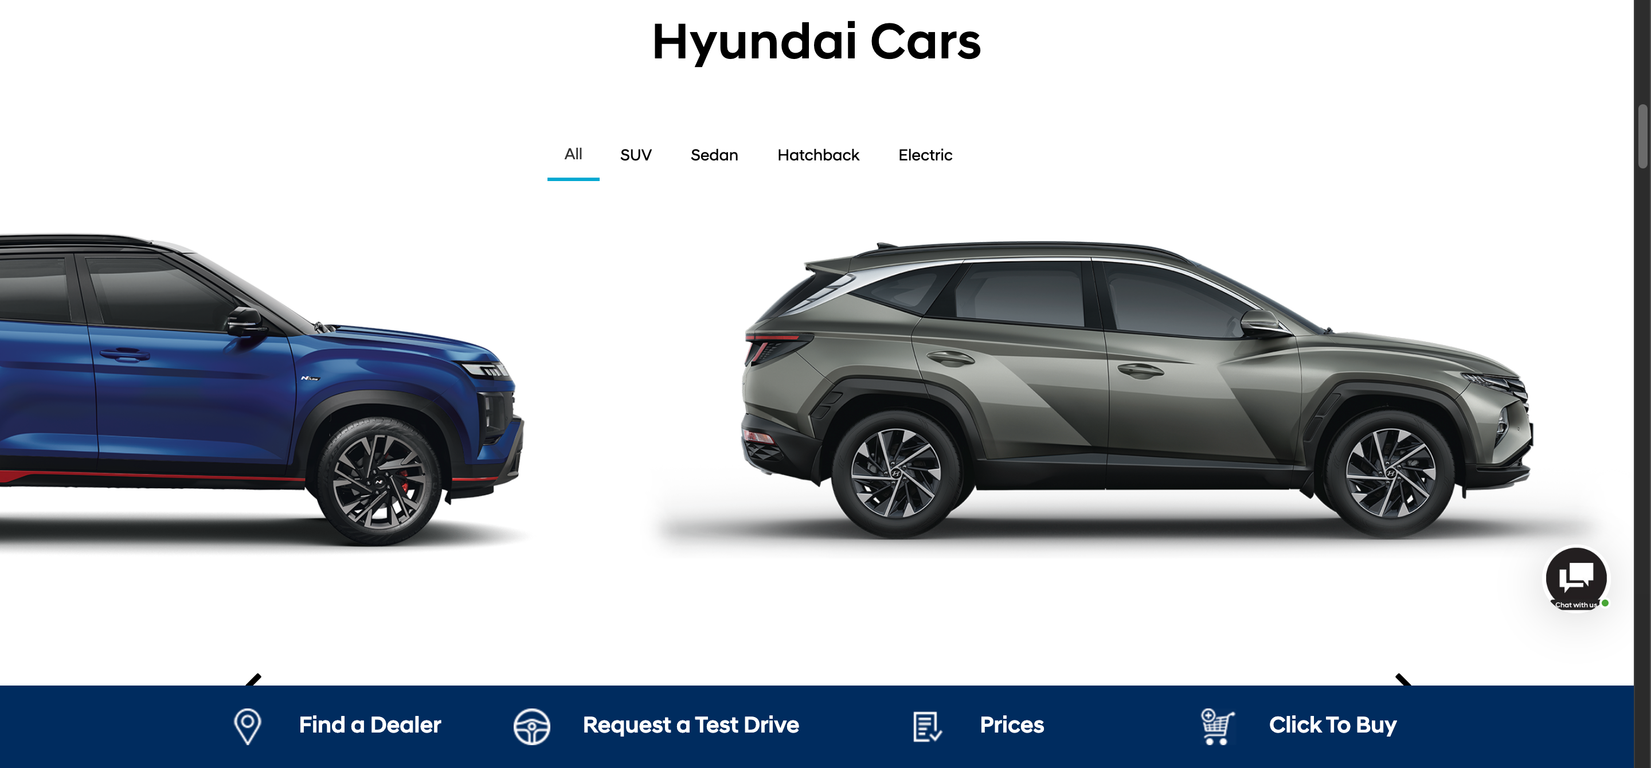 Hyundai Cars
All
SUV
Sedan
Hatchback
Electric
N Line
Chat with us
Find a Dealer
Request a Test Drive
Prices
Click To Buy